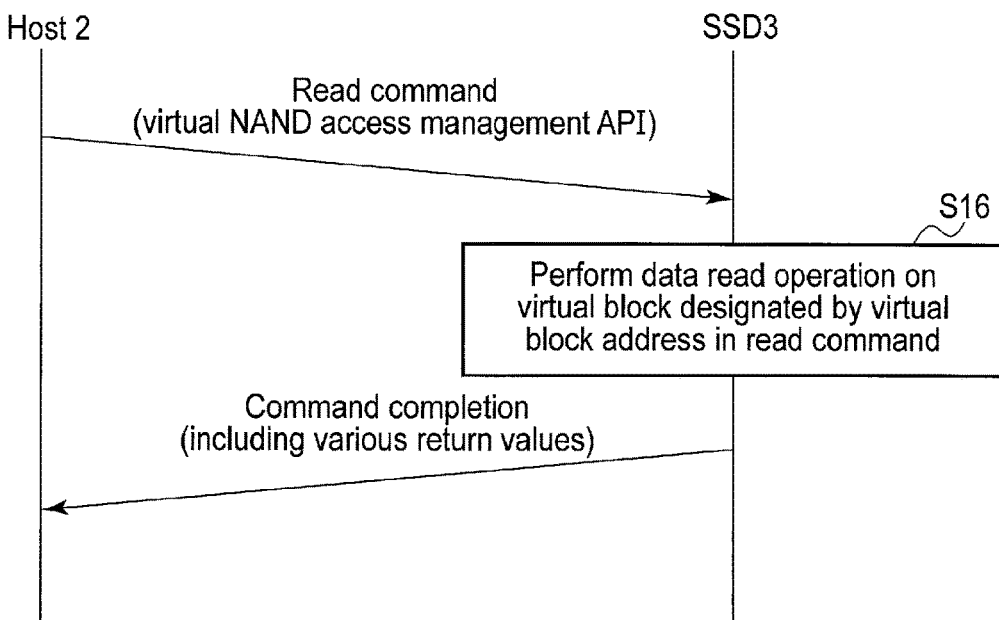 Host 2
SSD3
Read command
(virtual NAND access management API)
S16
Perform data read operation on
virtual block designated by virtual
block address in read command
Command completion
(including various return values)